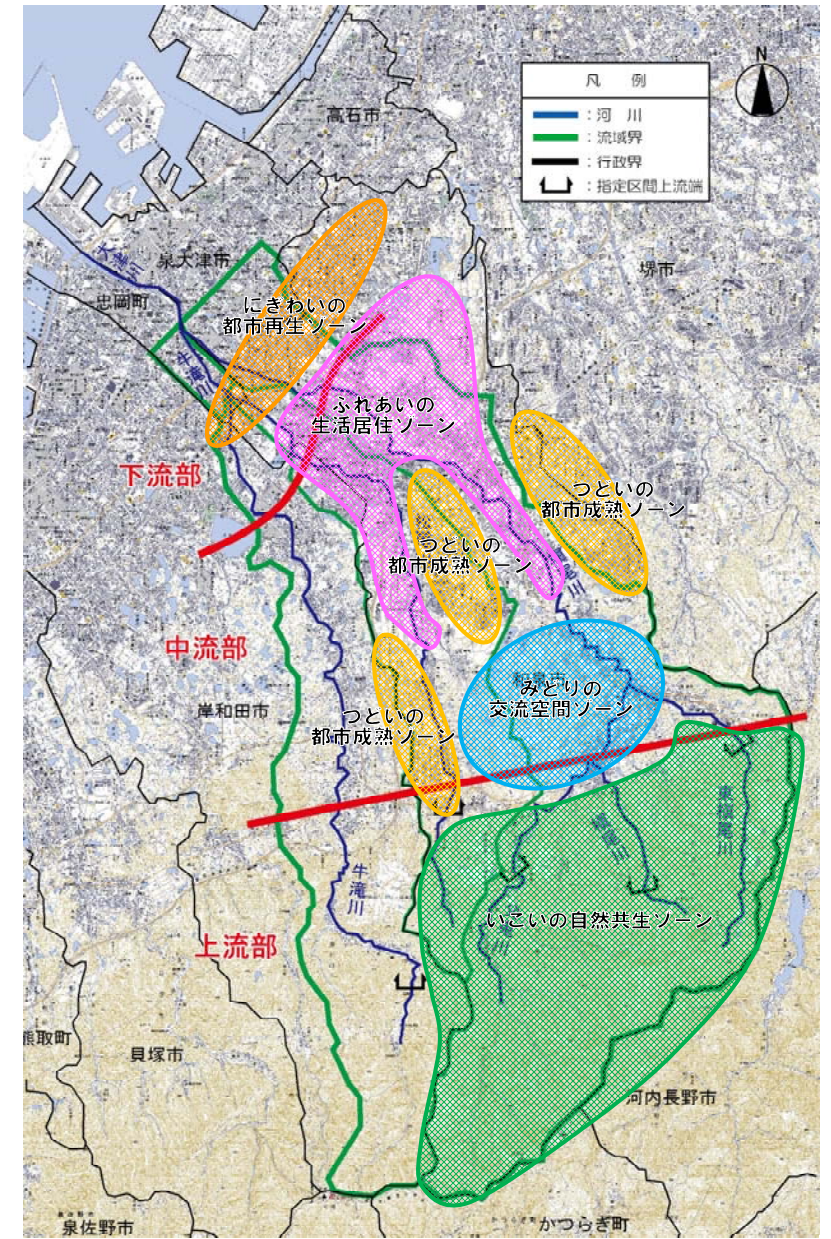 N
凡 例
：河 川
：流域界
：行政界
：指定区間上流端
高石市
堺市
泉大津市
大津川
忠岡町
にきわいの
都市再生ゾーン
牛滝川
ふれあいの
生活居住ゾーン
下流部
つどいの
都市成熟ゾーン
つどいの
都市成熟ゾーン
中流部
岸和田市
みどりの
交流空間ゾーン
つどいの
都市成熟ゾーン
東槇尾川
牛滝川
いこいの自然共生ゾーン
上流部
熊取町
貝塚市
河内長野市
泉佐野市
かつらぎ町